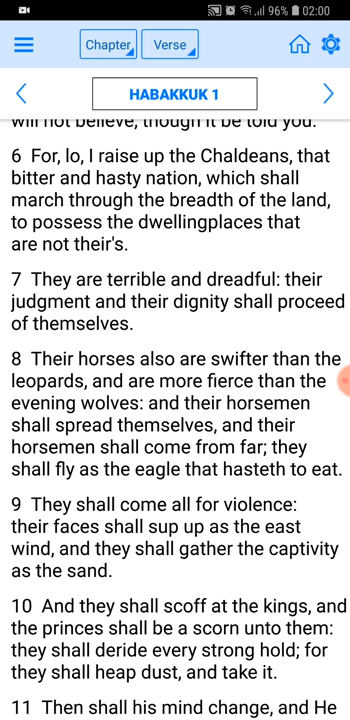 96% 02:00
Chapter Verse
HABAKKUK 1
will not believe, though it be told you.
6 For, lo, I raise up the Chaldeans, that
bitter and hasty nation, which shall
march through the breadth of the land,
to possess the dwellingplaces that
are not their's.
7 They are terrible and dreadful: their
judgment and their dignity shall proceed
of themselves.
8 Their horses also are swifter than the
leopards, and are more fierce than the
evening wolves: and their horsemen
shall spread themselves, and their
horsemen shall come from far; they
shall fly as the eagle that hasteth to eat.
9 They shall come all for violence:
their faces shall sup up as the east
wind, and they shall gather the captivity
as the sand.
10 And they shall scoff at the kings, and
the princes shall be a scorn unto them:
they shall deride every strong hold; for
they shall heap dust, and take it.
11 Then shall his mind change, and He